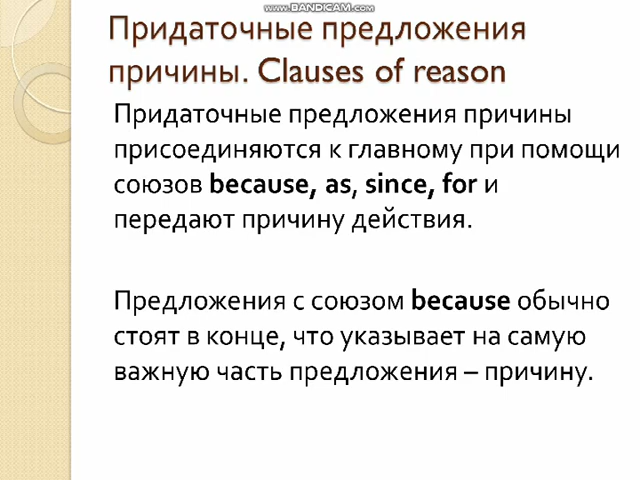 www.BANDICAM.com
Придаточные предложения
причины. Clauses of reason
Придаточные предложения причины
присоединяются к главному при помощи
союзов because, as, since, for и
передают причину действия.
Предложения с союзом because обычно
стоят в конце, что указывает на самую
важную часть предложения – причину.